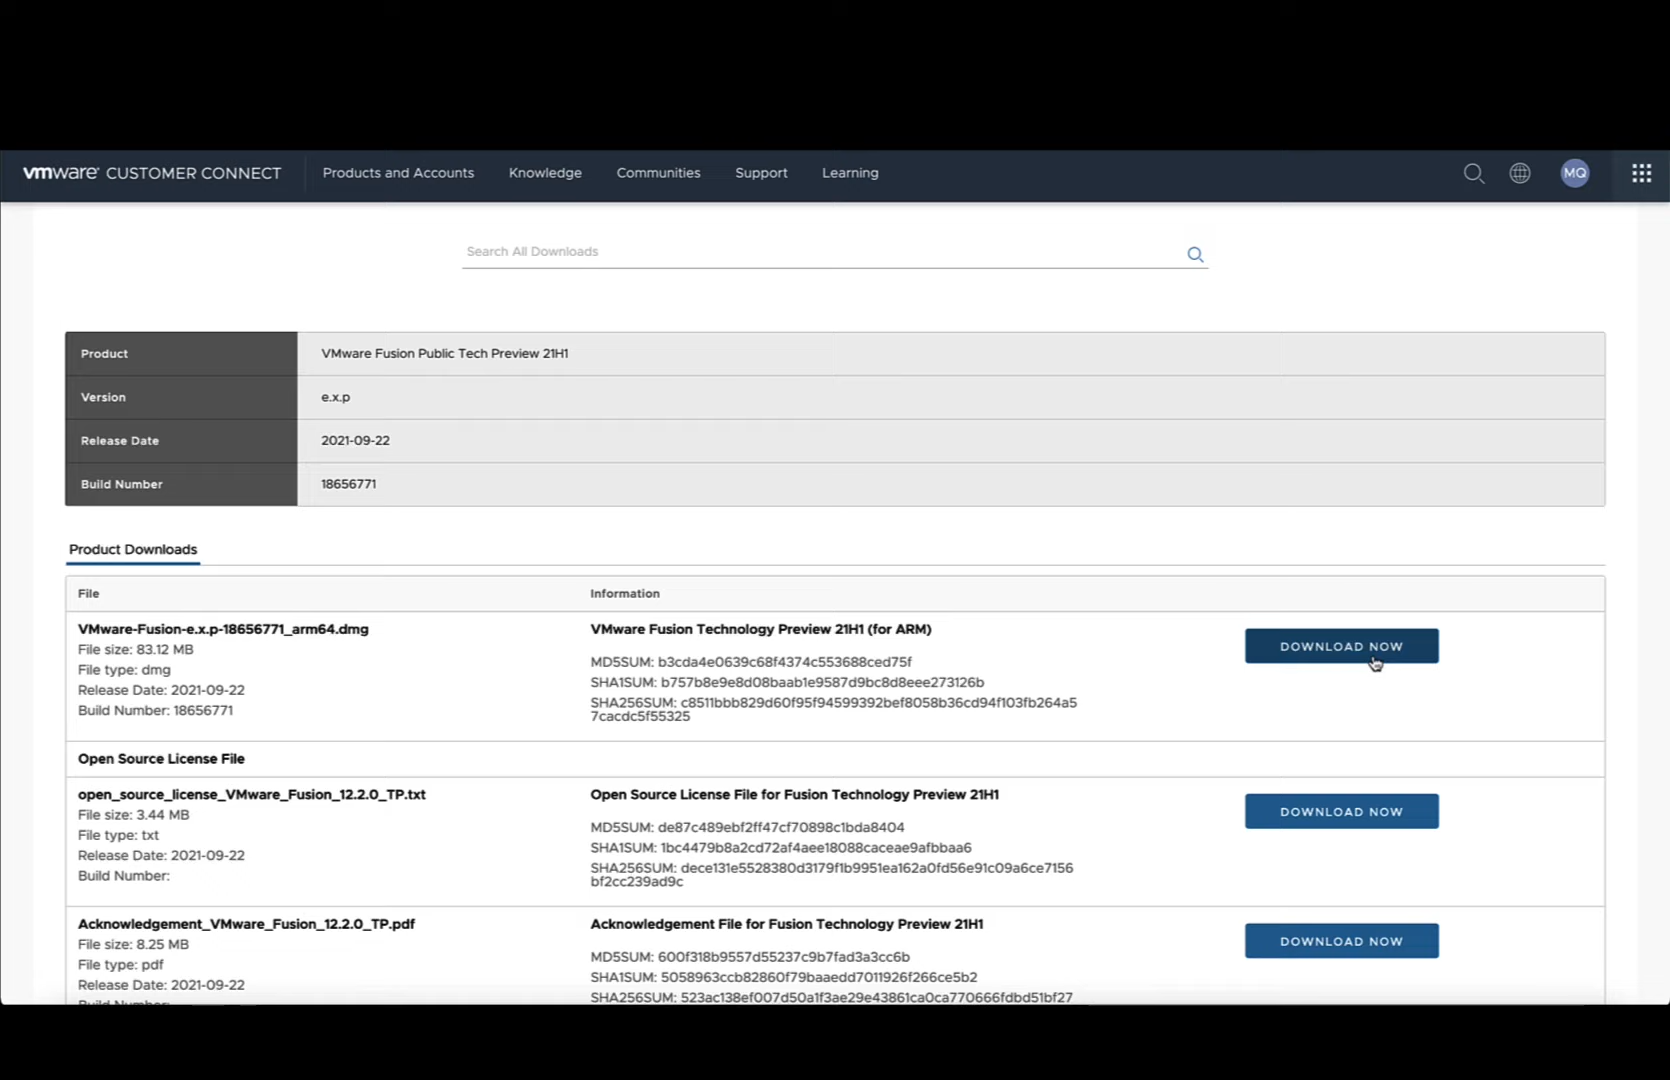 vmware CUSTOMER CONNECT Products and Accounts Knowledge Communities Support Learning MQ
Search All Downloads
Product VMware Fusion Public Tech Preview 21H1
Version e.x.p
Release Date 2021-09-22
Build Number 18656771
Product Downloads
File Information
VMware-Fusion-e.x.p-18656771_arm64.dmg
File size: 83.12 MB
File type: dmg
Release Date: 2021-09-22
Build Number: 18656771
VMware Fusion Technology Preview 21H1 (for ARM)
MD5SUM: b3cda4e0639c68f4374c553688ced75f
SHA1SUM: b757b8e9e8d08baab1e9587d9bc8d8eee273126b
SHA256SUM: c8511bbb829d60f95f94599392bef8058b36cd94f103fb264a5
7cacdc5f55325
DOWNLOAD NOW
Open Source License File
open_source_license_VMware_Fusion_12.2.0_TP.txt
File size: 3.44 MB
File type: txt
Release Date: 2021-09-22
Build Number:
Open Source License File for Fusion Technology Preview 21H1
MD5SUM: de87c489ebf2ff47cf70898c1bda8404
SHA1SUM: 1bc4479b8a2cd72af4aee18088caceae9afbbaa6
SHA256SUM: dece131e5528380d3179f1b9951ea162a0fd56e91c09a6ce7156
bf2cc239ad9c
DOWNLOAD NOW
Acknowledgement_VMware_Fusion_12.2.0_TP.pdf
File size: 8.25 MB
File type: pdf
Release Date: 2021-09-22
Build Number:
Acknowledgement File for Fusion Technology Preview 21H1
MD5SUM: 600f318b9557d55237c9b7fad3a3cc6b
SHA1SUM: 5058963ccb82860f79baaedd7011926f266ce5b2
SHA256SUM: 523ac138ef007d50a1f3ae29e43861ca0ca770666fdbd51bf27
DOWNLOAD NOW